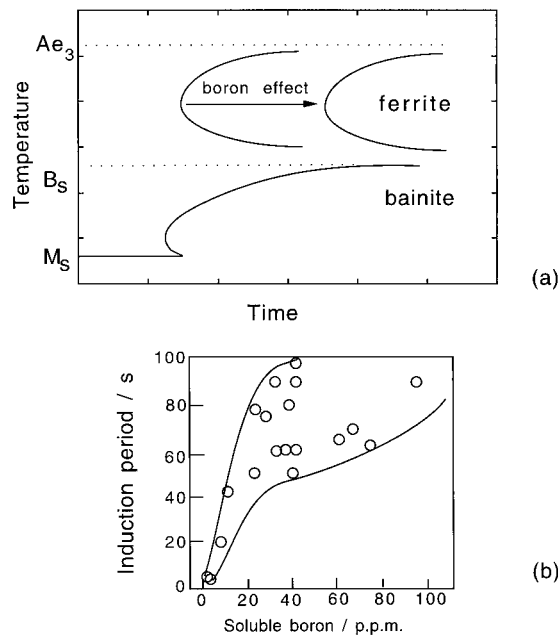 Ae3
Temperature
boron effect
ferrite
BS
bainite
MS
(a)
Time
100
80
60
40
20
0
Induction period / s
0 20 40 60 80 100
Soluble boron / p.p.m.
(b)